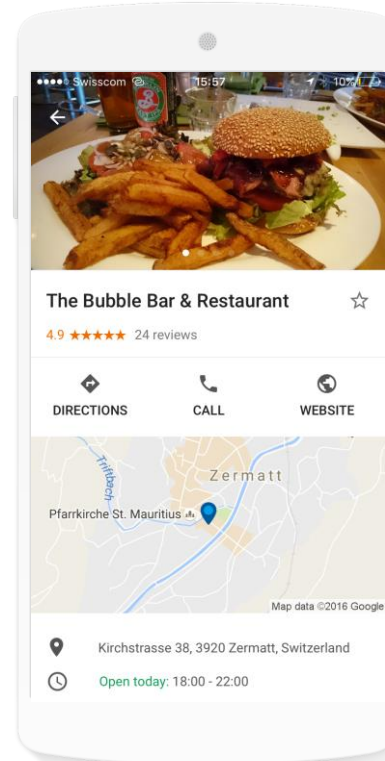 Swisscom 15:57 10%
The Bubble Bar & Restaurant
4.9 ★★★★★ 24 reviews
DIRECTIONS CALL WEBSITE
Triftbach
Zermatt
Pfarrkirche St. Mauritius
Map data ©2016 Google
Kirchstrasse 38, 3920 Zermatt, Switzerland
Open today: 18:00 - 22:00